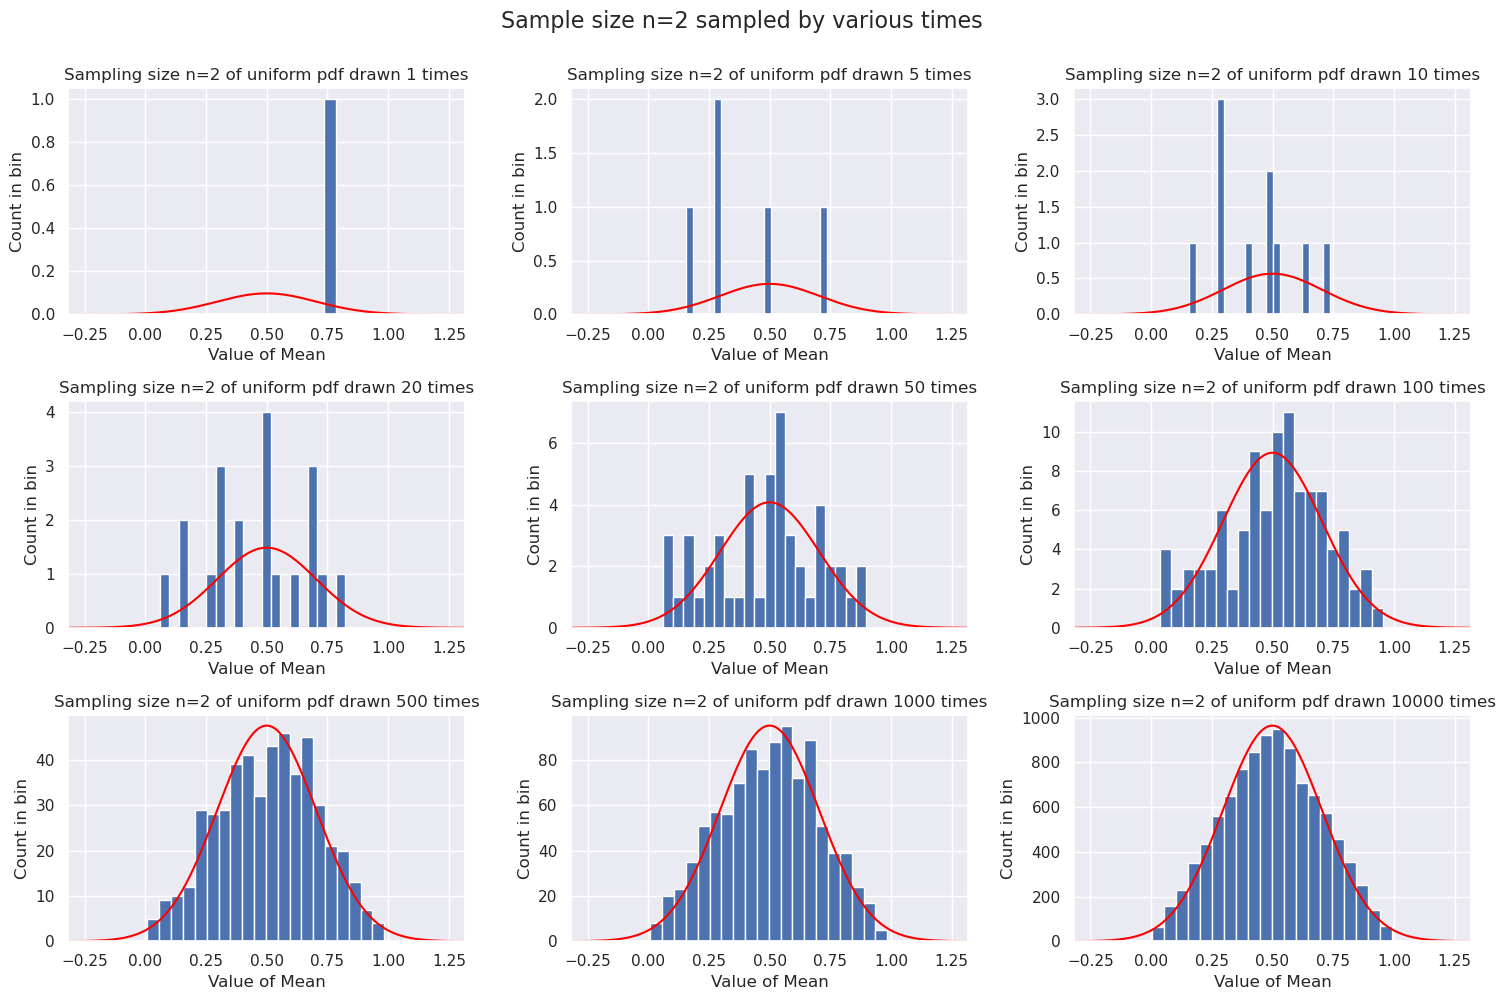 Sample size n=2 sampled by various times
Sampling size n=2 of uniform pdf drawn 1 times
1.0
0.8
0.6
0.4
0.2
0.0
Count in bin
−0.25 0.00 0.25 0.50 0.75 1.00 1.25
Value of Mean
Sampling size n=2 of uniform pdf drawn 5 times
2.0
1.5
1.0
0.5
0.0
Count in bin
−0.25 0.00 0.25 0.50 0.75 1.00 1.25
Value of Mean
Sampling size n=2 of uniform pdf drawn 10 times
3.0
2.5
2.0
1.5
1.0
0.5
0.0
Count in bin
−0.25 0.00 0.25 0.50 0.75 1.00 1.25
Value of Mean
Sampling size n=2 of uniform pdf drawn 20 times
4
3
2
1
0
Count in bin
−0.25 0.00 0.25 0.50 0.75 1.00 1.25
Value of Mean
Sampling size n=2 of uniform pdf drawn 50 times
6
4
2
0
Count in bin
−0.25 0.00 0.25 0.50 0.75 1.00 1.25
Value of Mean
Sampling size n=2 of uniform pdf drawn 100 times
10
8
6
4
2
0
Count in bin
−0.25 0.00 0.25 0.50 0.75 1.00 1.25
Value of Mean
Sampling size n=2 of uniform pdf drawn 500 times
40
30
20
10
0
Count in bin
−0.25 0.00 0.25 0.50 0.75 1.00 1.25
Value of Mean
Sampling size n=2 of uniform pdf drawn 1000 times
80
60
40
20
0
Count in bin
−0.25 0.00 0.25 0.50 0.75 1.00 1.25
Value of Mean
Sampling size n=2 of uniform pdf drawn 10000 times
1000
800
600
400
200
0
Count in bin
−0.25 0.00 0.25 0.50 0.75 1.00 1.25
Value of Mean